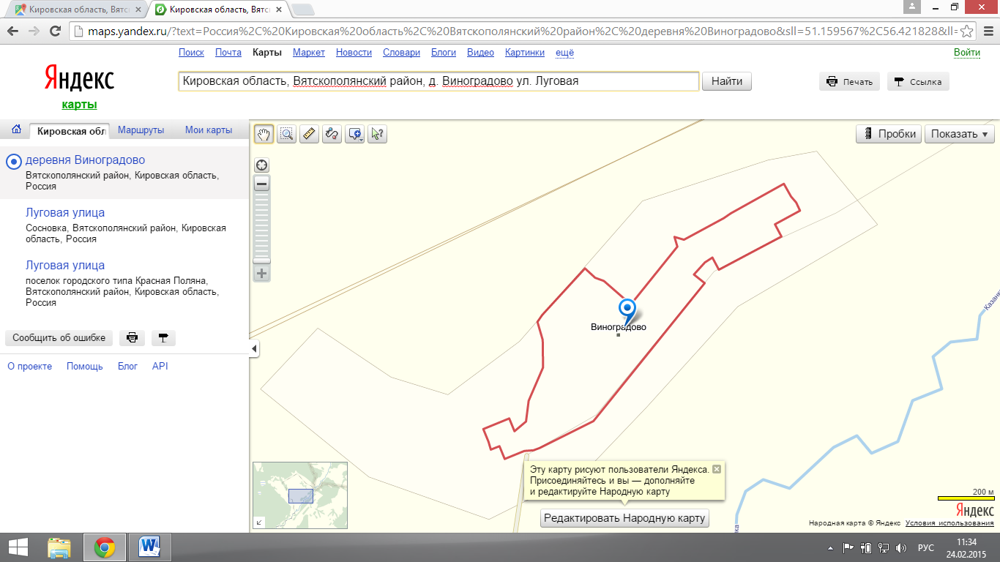 Кировская область, Вятс
Кировская область, Вятс
maps.yandex.ru/?text=Россия%2C%20Кировская%20область%2C%20Вятскополянский%20район%2C%20деревня%20Виноградово&sll=51.159567%2C56.421828&ll=
Поиск Почта Карты Маркет Новости Словари Блоги Видео Картинки ещё
Войти
Яндекс
карты
Кировская область, Вятскополянский район, д. Виноградово ул. Луговая
Найти
Печать
Ссылка
Кировская обл
Маршруты
Мои карты
Пробки
Показать
деревня Виноградово
Вятскополянский район, Кировская область,
Россия
Луговая улица
Сосновка, Вятскополянский район, Кировская
область, Россия
Луговая улица
поселок городского типа Красная Поляна,
Вятскополянский район, Кировская область,
Россия
Сообщить об ошибке
О проекте Помощь Блог API
Виноградово
Казанк
ка
Эту карту рисуют пользователи Яндекса.
Присоединяйтесь и вы — дополняйте
и редактируйте Народную карту
Редактировать Народную карту
200 м
Яндекс
Народная карта © Яндекс Условия использования
РУС
11:34
24.02.2015